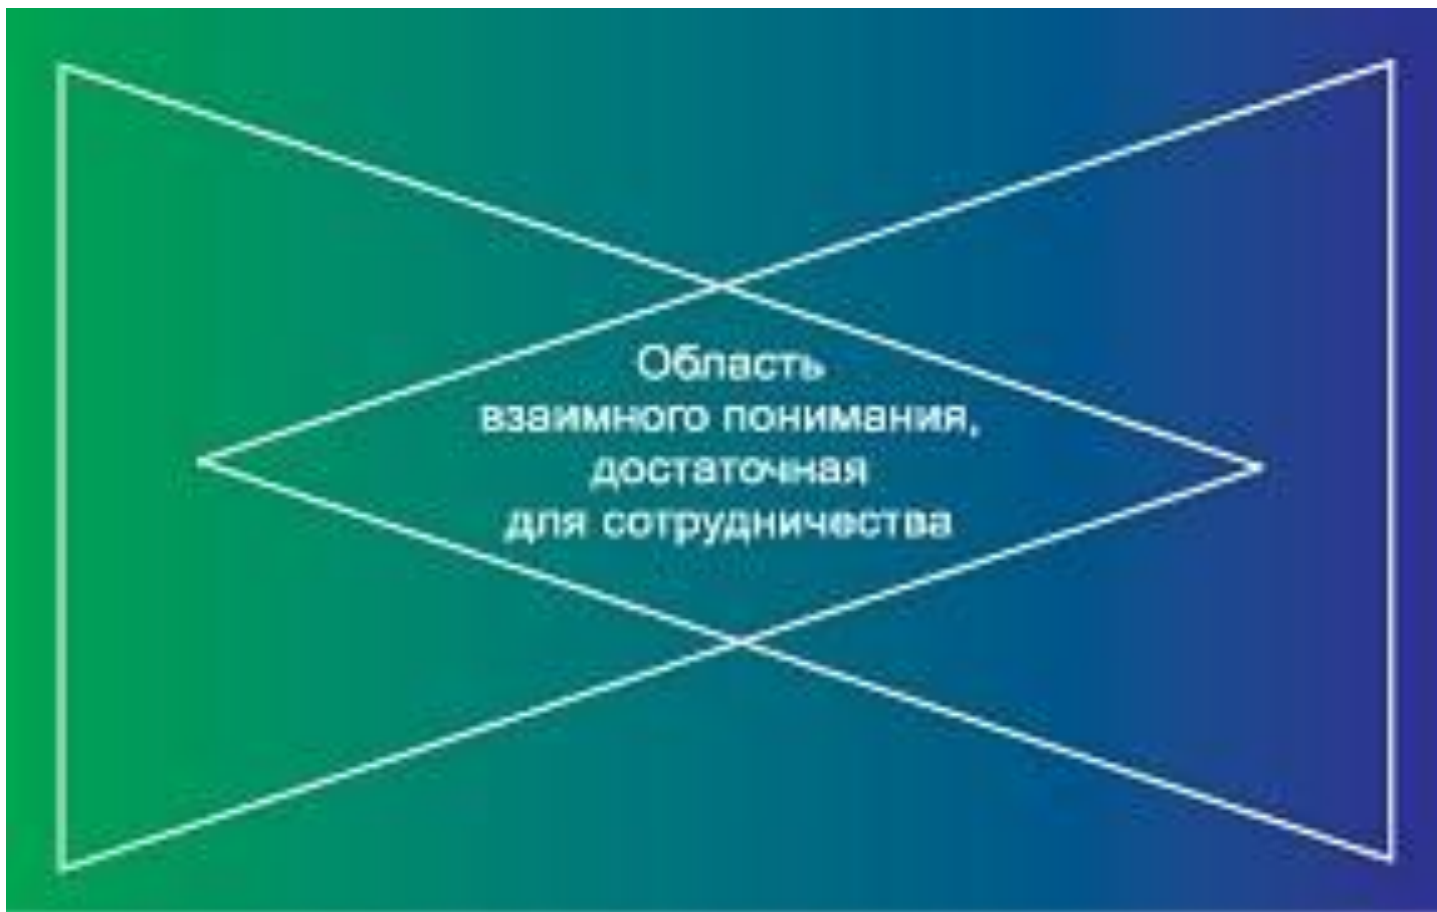 Область
взаимного понимания,
достаточная
для сотрудничества